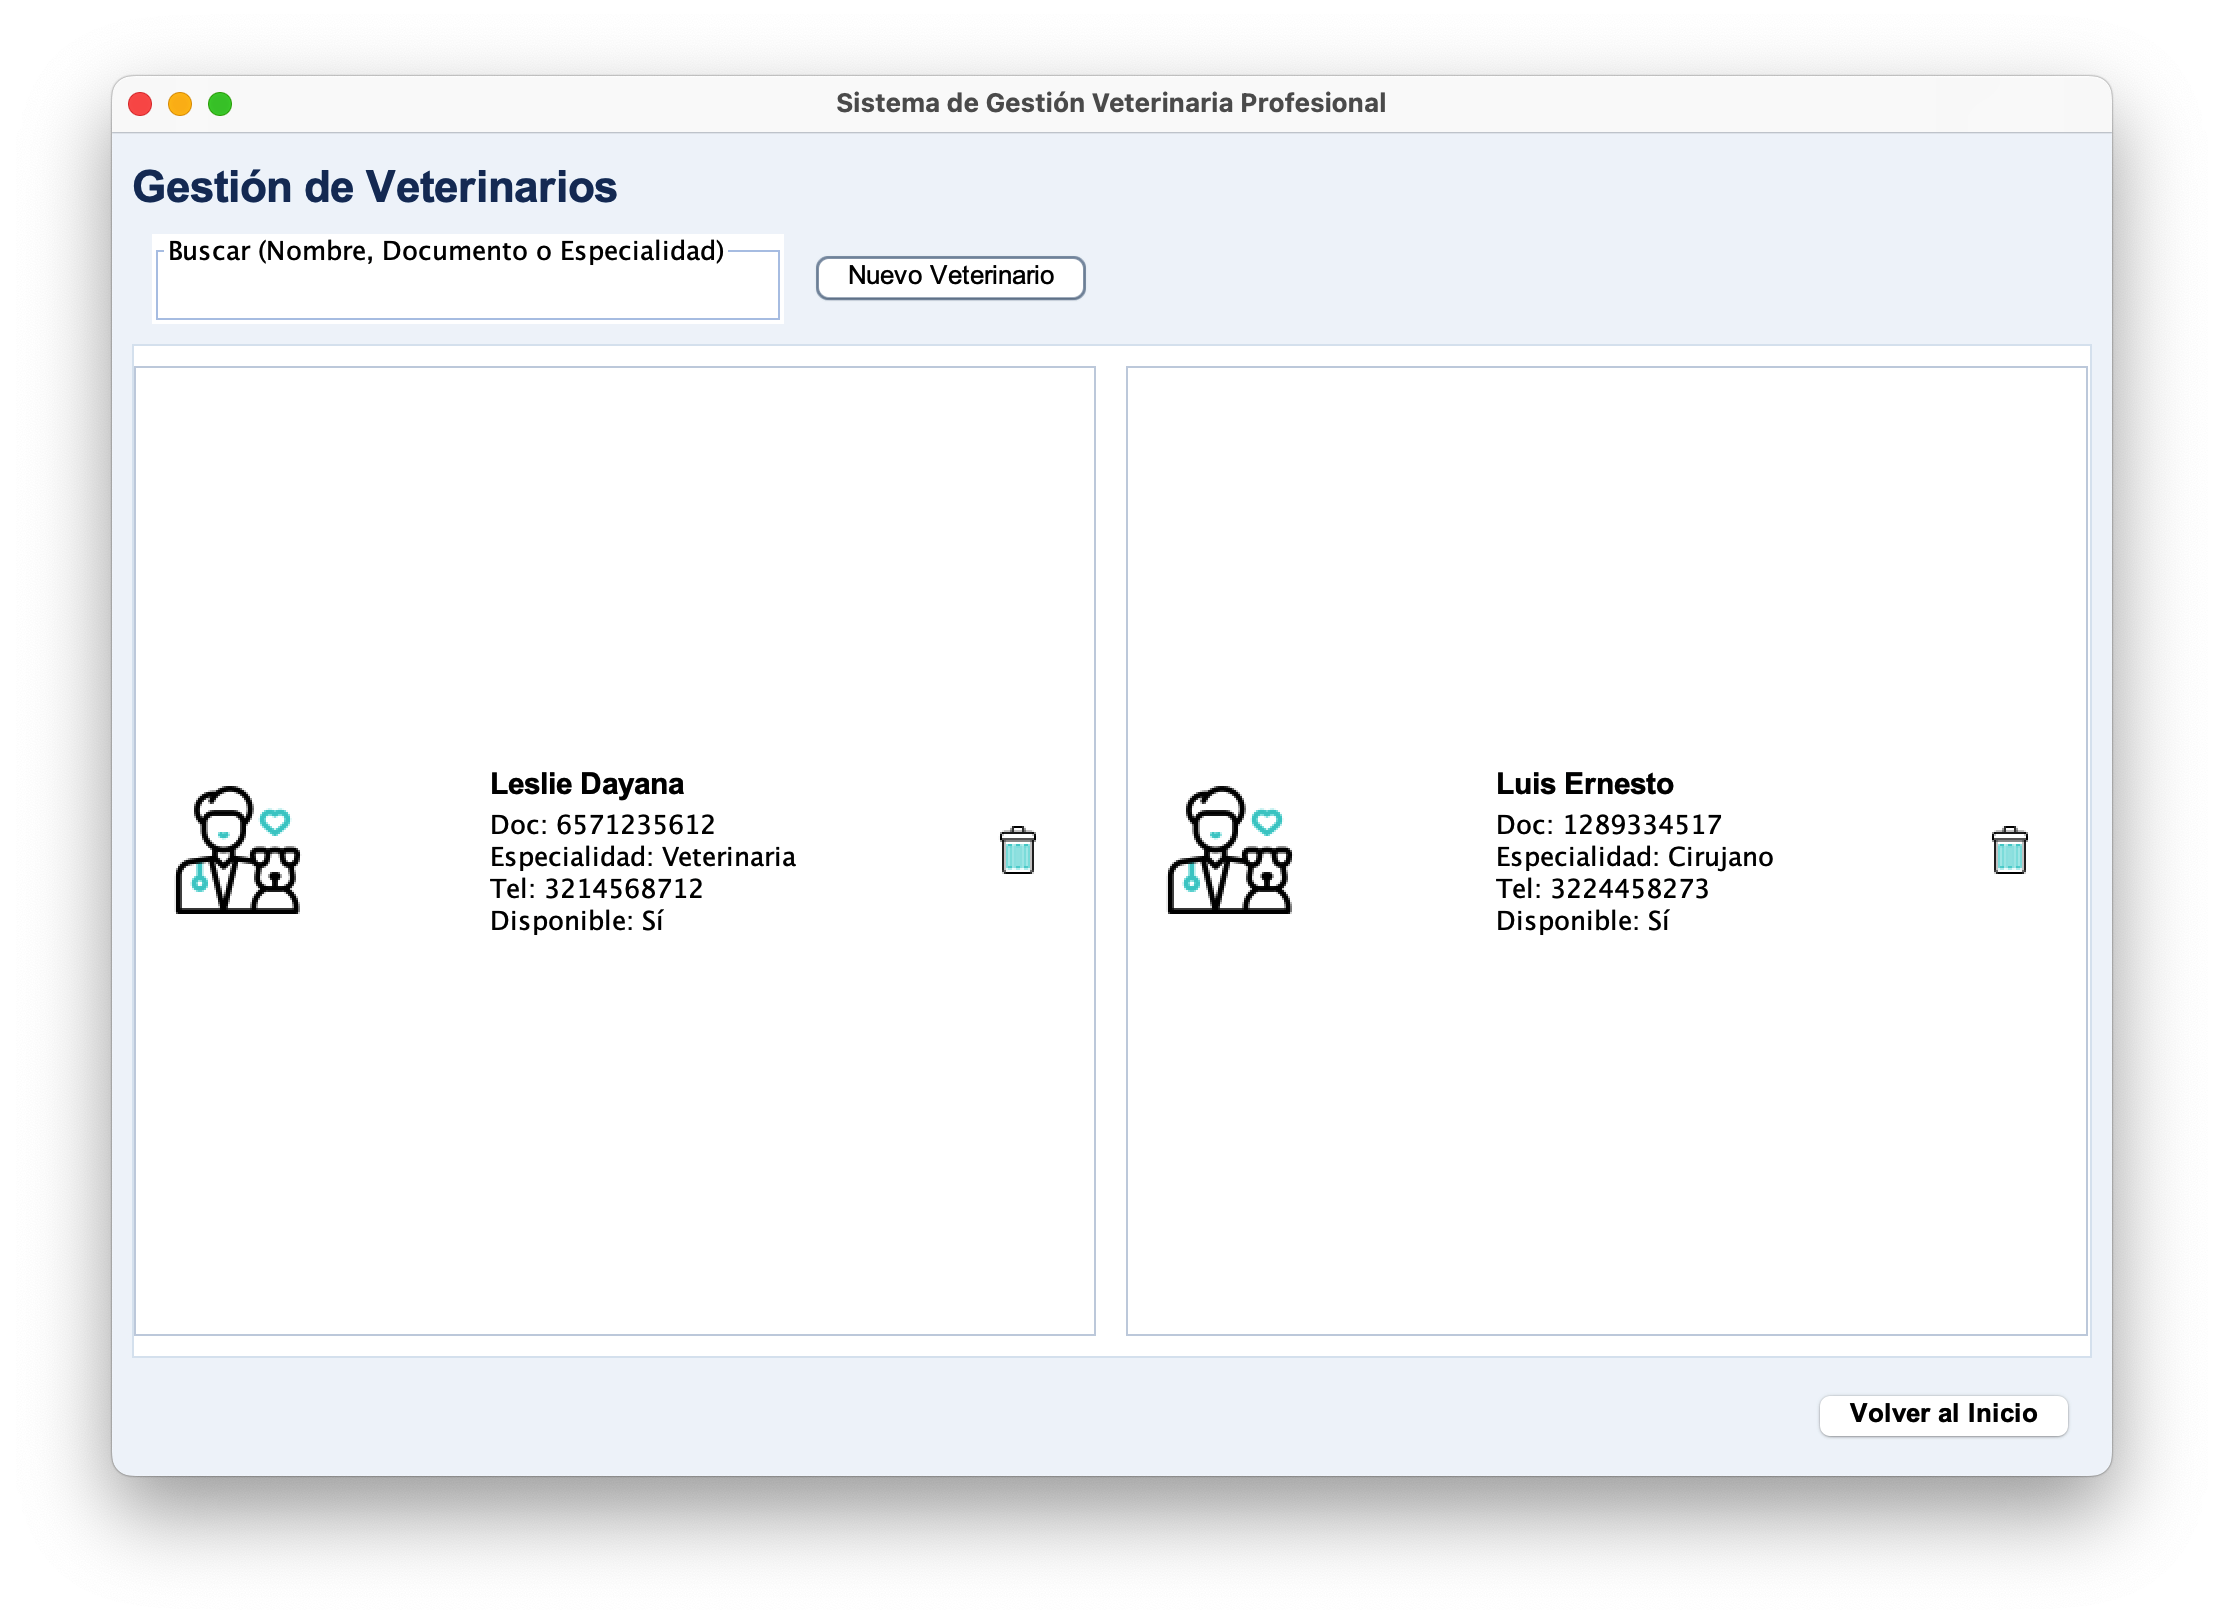 Sistema de Gestión Veterinaria Profesional
Gestión de Veterinarios
Buscar (Nombre, Documento o Especialidad)
Nuevo Veterinario
Leslie Dayana
Doc: 6571235612
Especialidad: Veterinaria
Tel: 3214568712
Disponible: Sí
Luis Ernesto
Doc: 1289334517
Especialidad: Cirujano
Tel: 3224458273
Disponible: Sí
Volver al Inicio